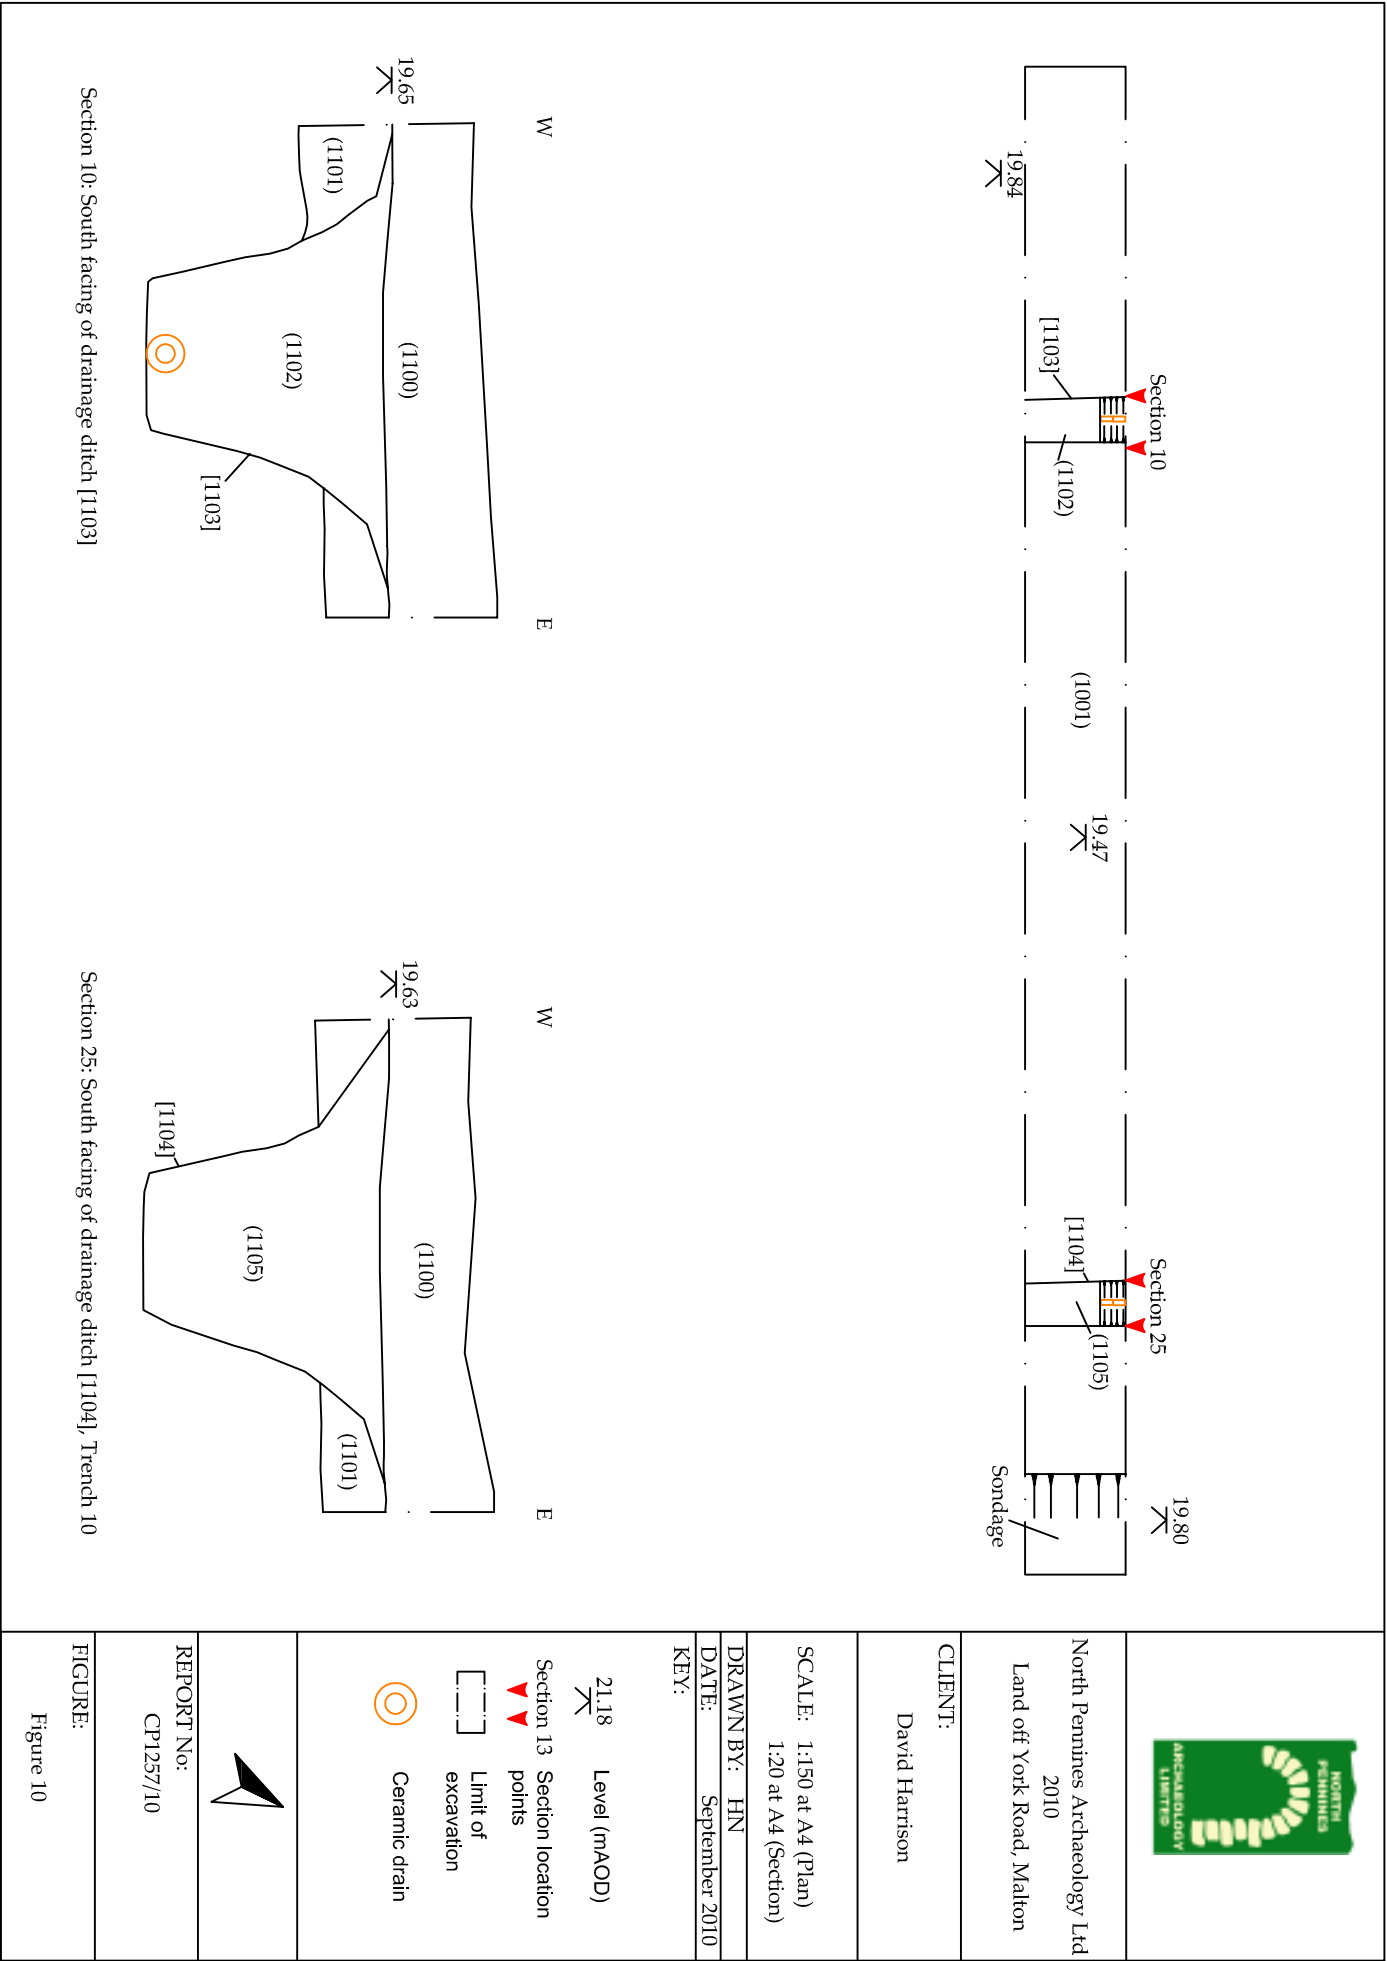 19.84
[1103]
Section 10
(1102)
(1001)
19.47
[1104]
Section 25
(1105)
Sondage
19.80
W
E
19.65
(1101)
(1100)
(1102)
[1103]
Section 10: South facing of drainage ditch [1103]
W
E
19.63
(1100)
[1104]
(1105)
(1101)
Section 25: South facing of drainage ditch [1104], Trench 10
NORTH
PENNINES
ARCHAEOLOGY
LIMITED
North Pennines Archaeology Ltd
2010
Land off York Road, Malton
CLIENT:
David Harrison
SCALE: 1:150 at A4 (Plan)
1:20 at A4 (Section)
DRAWN BY: HN
DATE: September 2010
KEY:
21.18 Level (mAOD)
Section 13 Section location
points
Limit of
excavation
Ceramic drain
REPORT No:
CP1257/10
FIGURE:
Figure 10